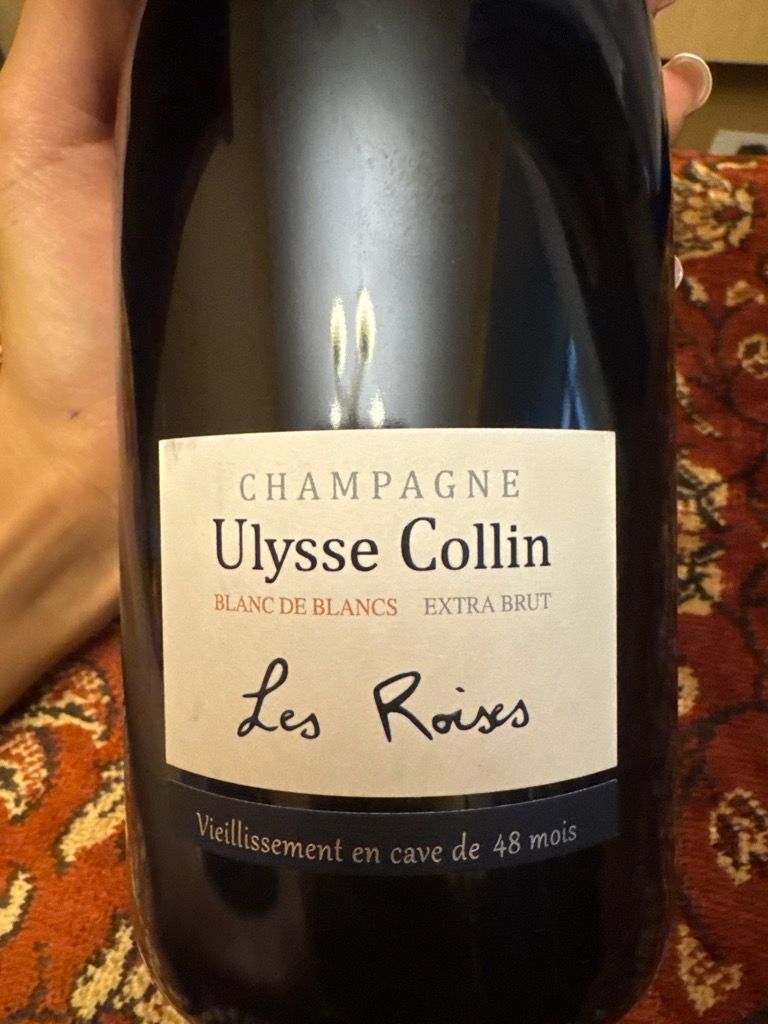 CHAMPAGNE
Ulysse Collin
BLANC DE BLANCS EXTRA BRUT
Les Roises
Vieillissement en cave de 48 mois